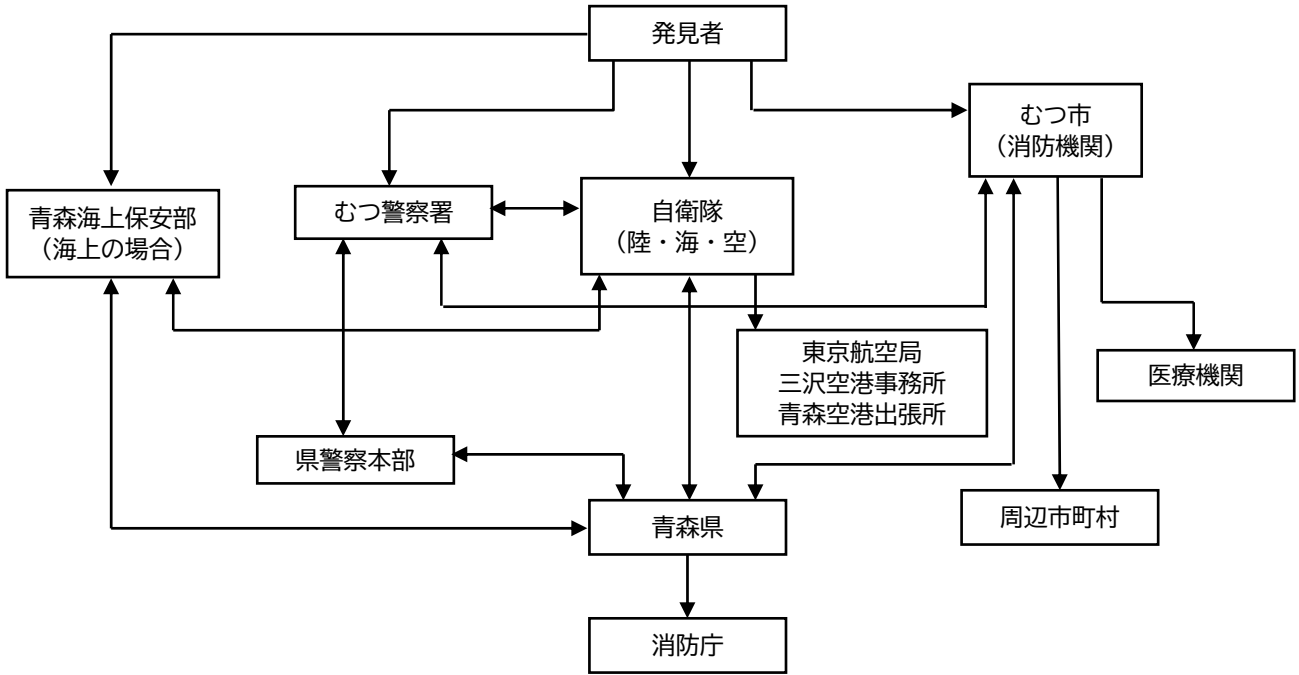 発見者
むつ市
（消防機関）
青森海上保安部
（海上の場合）
むつ警察署
自衛隊
（陸・海・空）
東京航空局
三沢空港事務所
青森空港出張所
医療機関
県警察本部
周辺市町村
青森県
消防庁